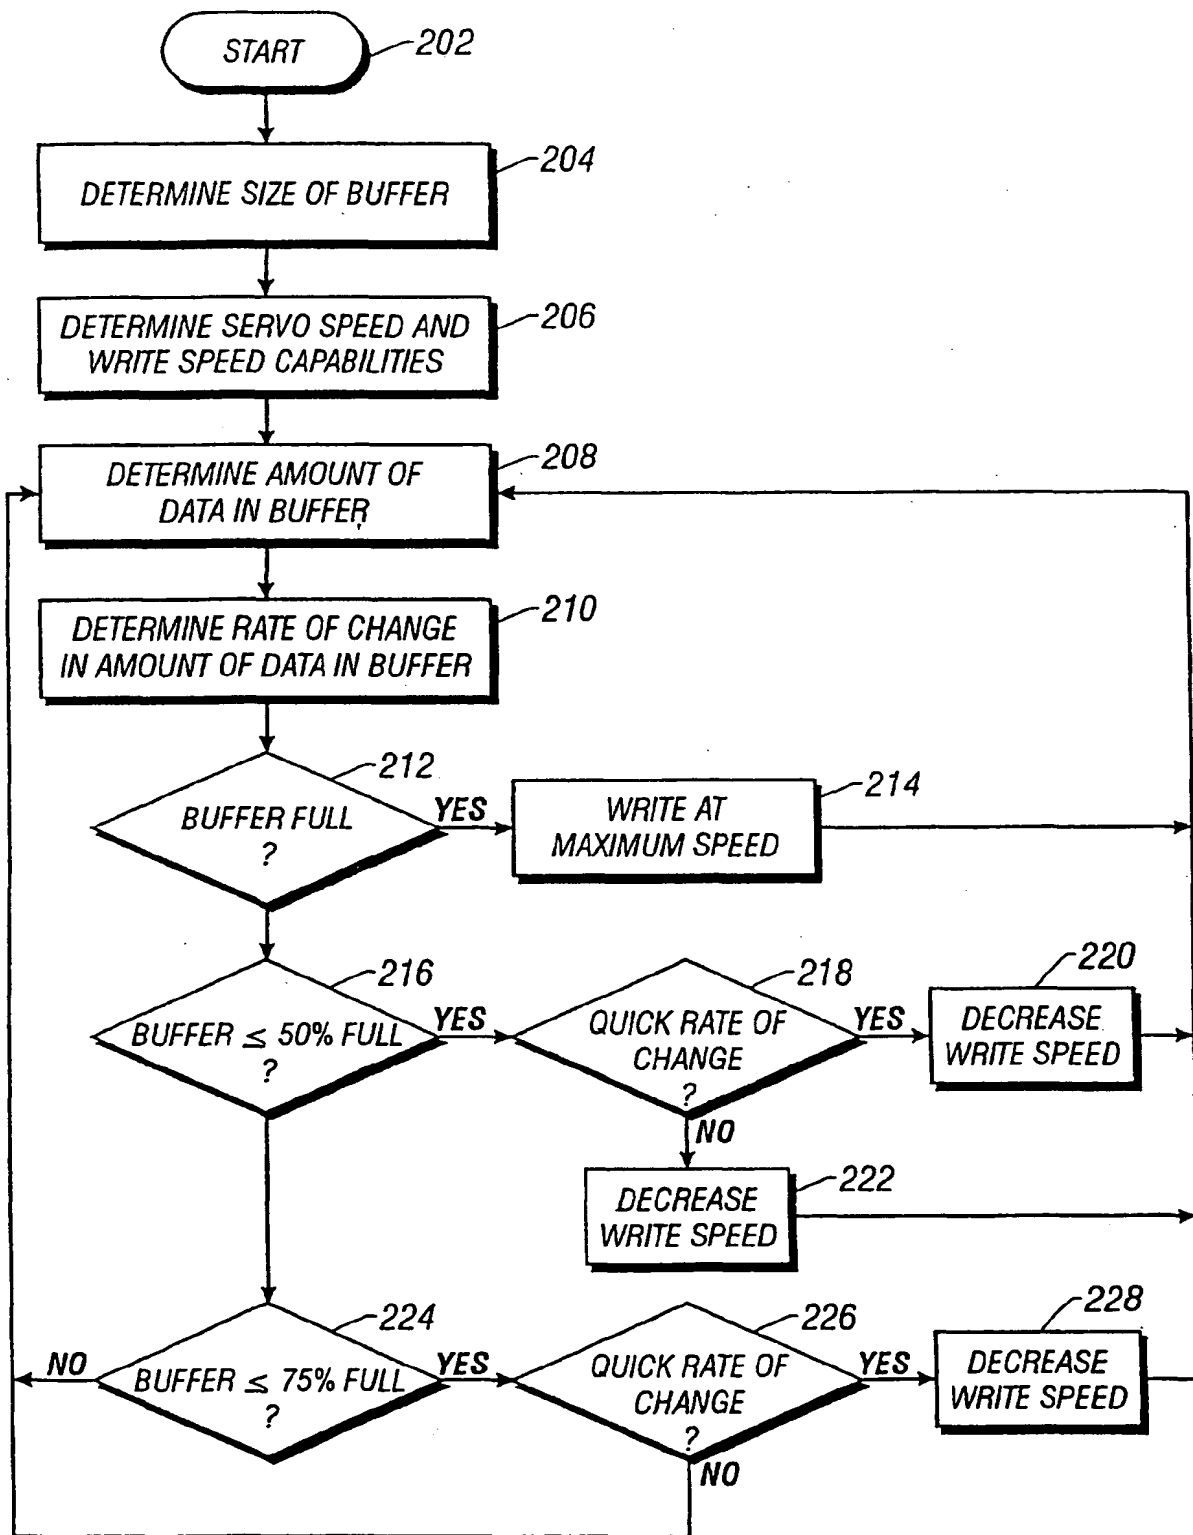 START
202
DETERMINE SIZE OF BUFFER
204
DETERMINE SERVO SPEED AND
WRITE SPEED CAPABILITIES
206
DETERMINE AMOUNT OF
DATA IN BUFFER
208
DETERMINE RATE OF CHANGE
IN AMOUNT OF DATA IN BUFFER
210
BUFFER FULL
?
212
YES
WRITE AT
MAXIMUM SPEED
214
BUFFER ≤ 50% FULL
?
216
YES
QUICK RATE OF
CHANGE
?
218
YES
DECREASE
WRITE SPEED
220
NO
DECREASE
WRITE SPEED
222
NO
BUFFER ≤ 75% FULL
?
224
YES
QUICK RATE OF
CHANGE
?
226
YES
DECREASE
WRITE SPEED
228
NO